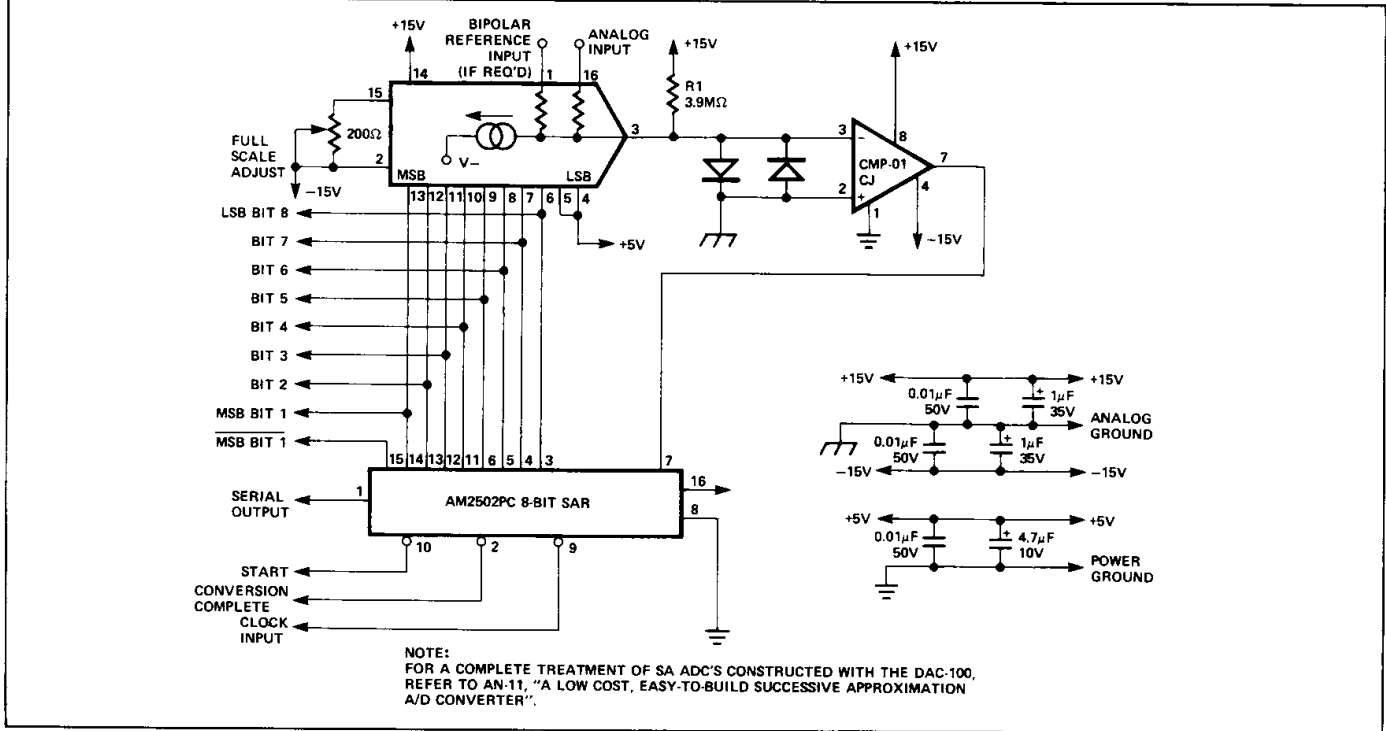 +15V
BIPOLAR
REFERENCE
INPUT
(IF REQ'D)
ANALOG
INPUT
+15V
+15V
14
1
16
R1
3.9MΩ
15
200Ω
FULL
SCALE
ADJUST
2
-15V
V-
MSB
LSB
3
3
-
8
CMP-01
CJ
7
2
+
4
1
-15V
13 12 11 10 9 8 7 6 5 4
+5V
LSB BIT 8
BIT 7
BIT 6
BIT 5
BIT 4
BIT 3
BIT 2
MSB BIT 1
MSB BIT 1
15 14 13 12 11 6 5 4 3
7
1
AM2502PC 8-BIT SAR
16
8
SERIAL
OUTPUT
10
2
9
START
CONVERSION
COMPLETE
CLOCK
INPUT
+15V
+15V
0.01μF
50V
+
1μF
35V
ANALOG
GROUND
0.01μF
50V
+
1μF
35V
-15V
-15V
+5V
+5V
0.01μF
50V
+
4.7μF
10V
POWER
GROUND
NOTE:
FOR A COMPLETE TREATMENT OF SA ADC'S CONSTRUCTED WITH THE DAC-100,
REFER TO AN-11, "A LOW COST, EASY-TO-BUILD SUCCESSIVE APPROXIMATION
A/D CONVERTER".